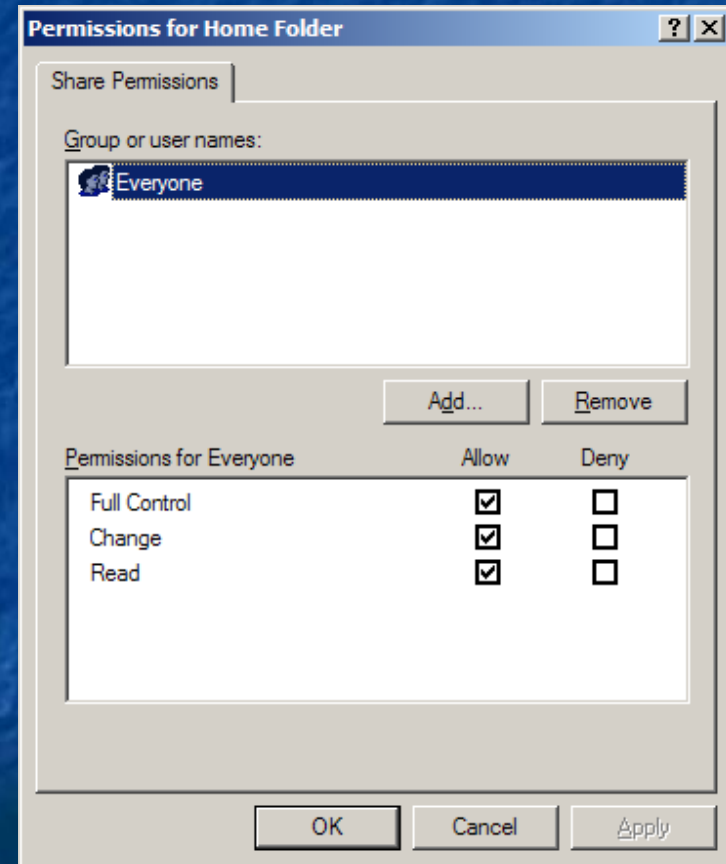 Permissions for Home Folder
Share Permissions
Group or user names:
Everyone
Add... Remove
Permissions for Everyone Allow Deny
Full Control
Change
Read
OK Cancel Apply